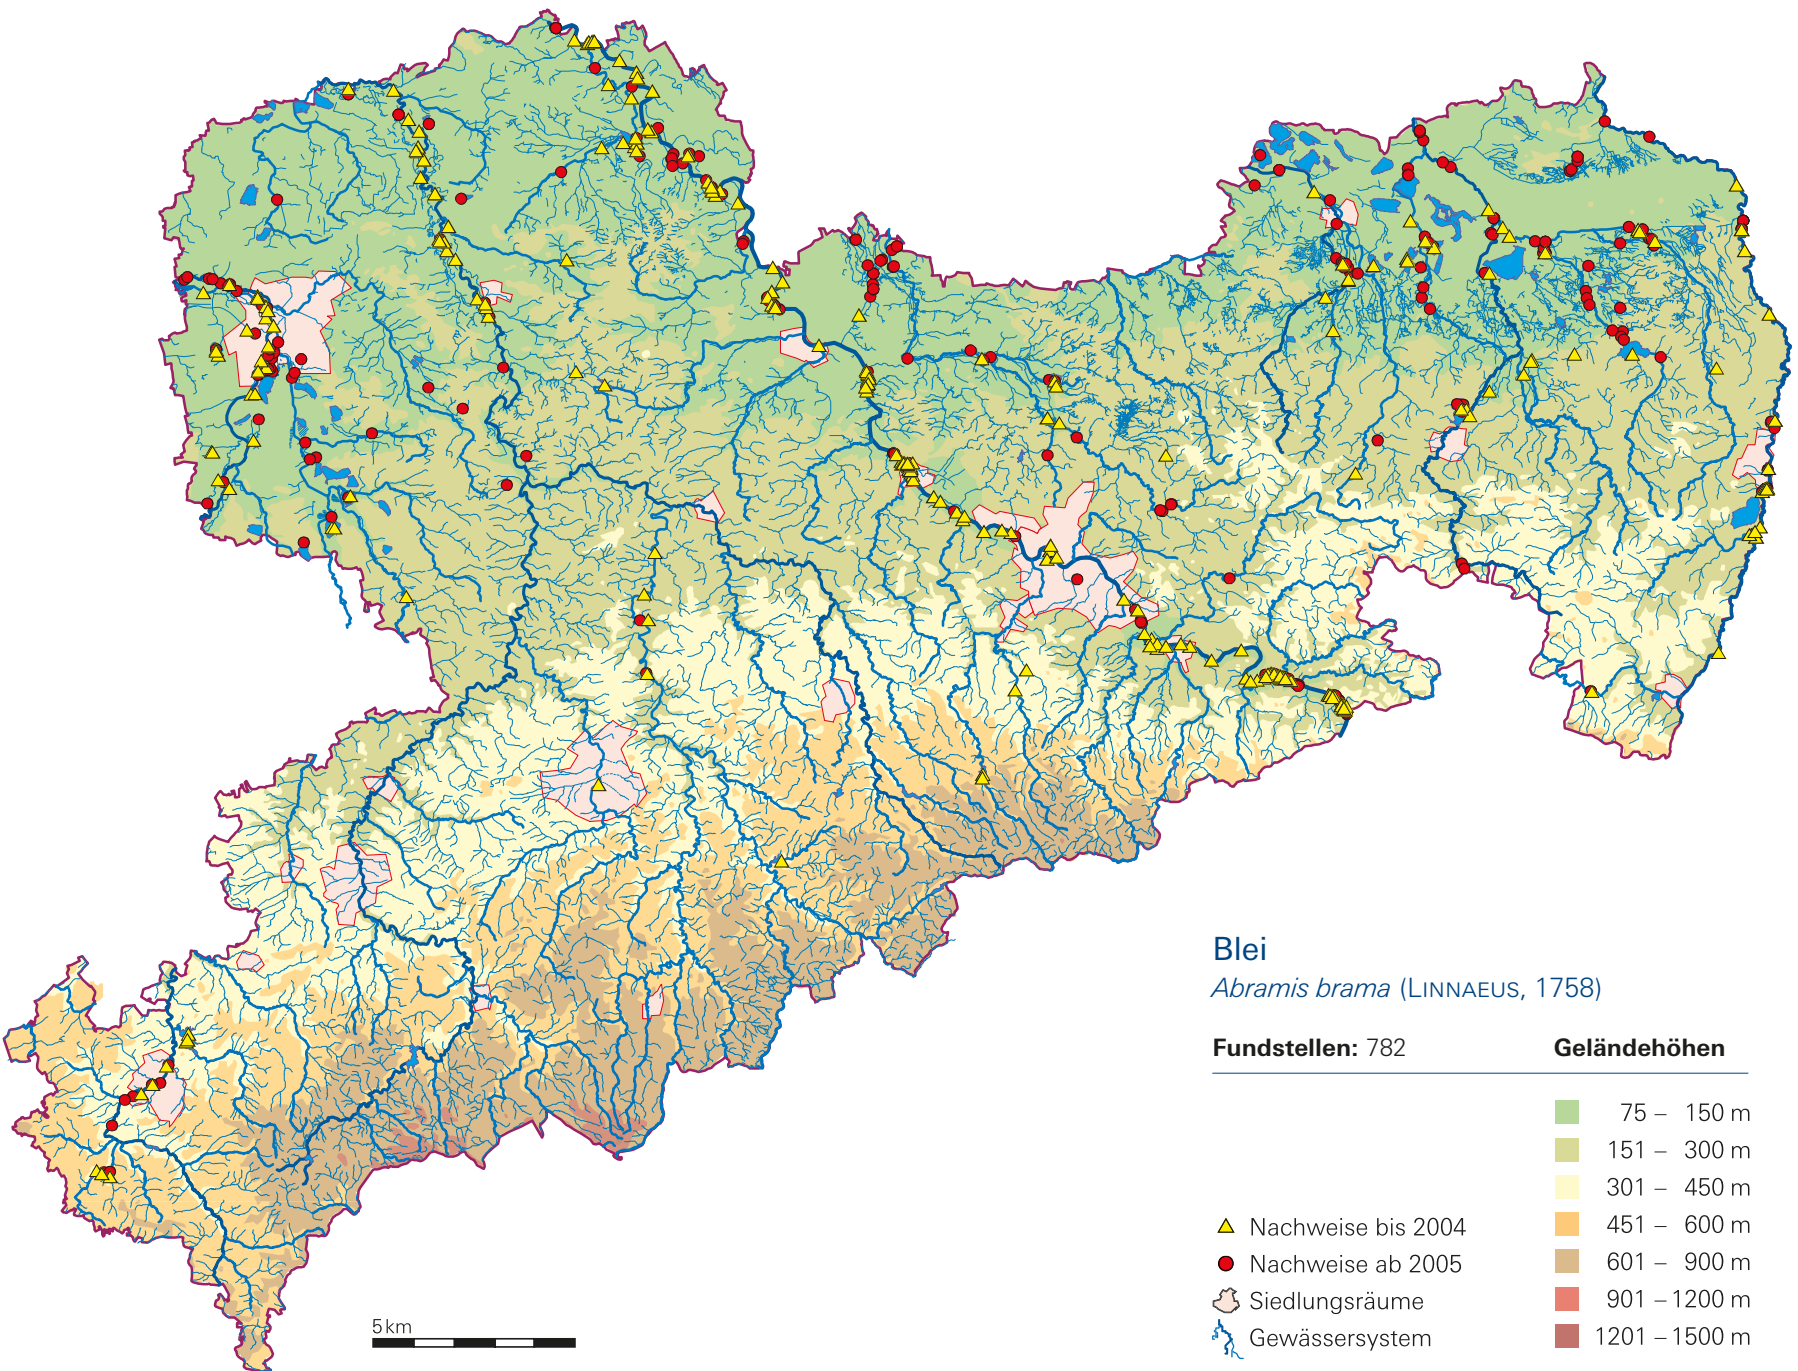 Blei
Abramis brama (LINNAEUS, 1758)
Fundstellen: 782
Geländehöhen
75 – 150 m
151 – 300 m
301 – 450 m
451 – 600 m
601 – 900 m
901 – 1200 m
1201 – 1500 m
Nachweise bis 2004
Nachweise ab 2005
Siedlungsräume
Gewässersystem
5 km